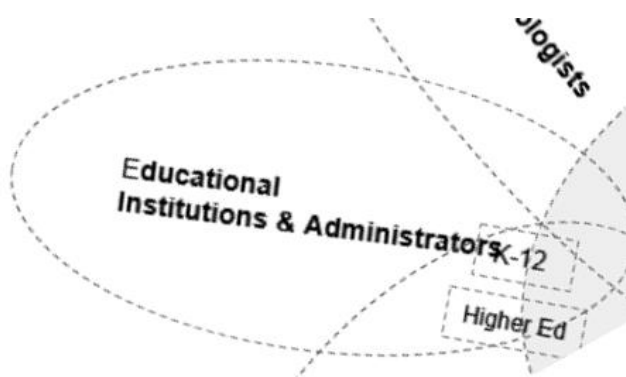 ologists
Educational
Institutions & Administrators
K-12
Higher Ed